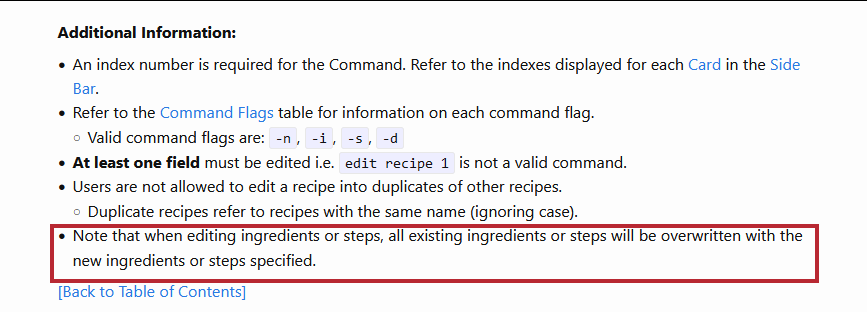 Additional Information:
• An index number is required for the Command. Refer to the indexes displayed for each Card in the Side
Bar.
• Refer to the Command Flags table for information on each command flag.
◦ Valid command flags are: -n , -i , -s , -d
• At least one field must be edited i.e. edit recipe 1 is not a valid command.
• Users are not allowed to edit a recipe into duplicates of other recipes.
◦ Duplicate recipes refer to recipes with the same name (ignoring case).
• Note that when editing ingredients or steps, all existing ingredients or steps will be overwritten with the
new ingredients or steps specified.
[Back to Table of Contents]